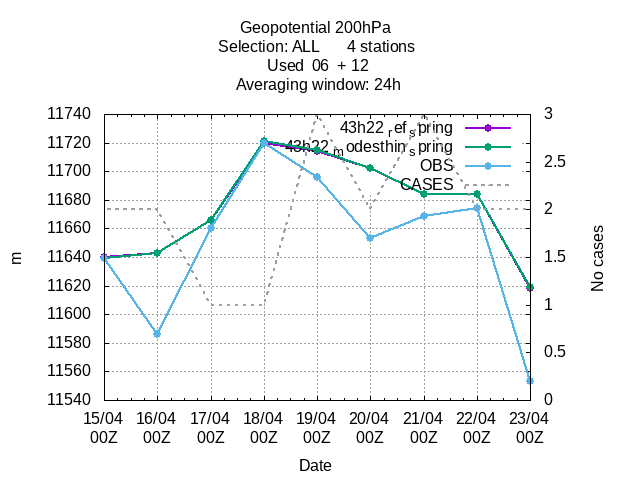 Geopotential 200hPa
Selection: ALL 4 stations
Used 06 + 12
Averaging window: 24h
43h22_ref_spring
43h22_modesthin_spring
OBS
CASES
m
11740
11720
11700
11680
11660
11640
11620
11600
11580
11560
11540
3
2.5
2
1.5
1
0.5
0
No cases
15/04 16/04 17/04 18/04 19/04 20/04 21/04 22/04 23/04
00Z 00Z 00Z 00Z 00Z 00Z 00Z 00Z 00Z
Date